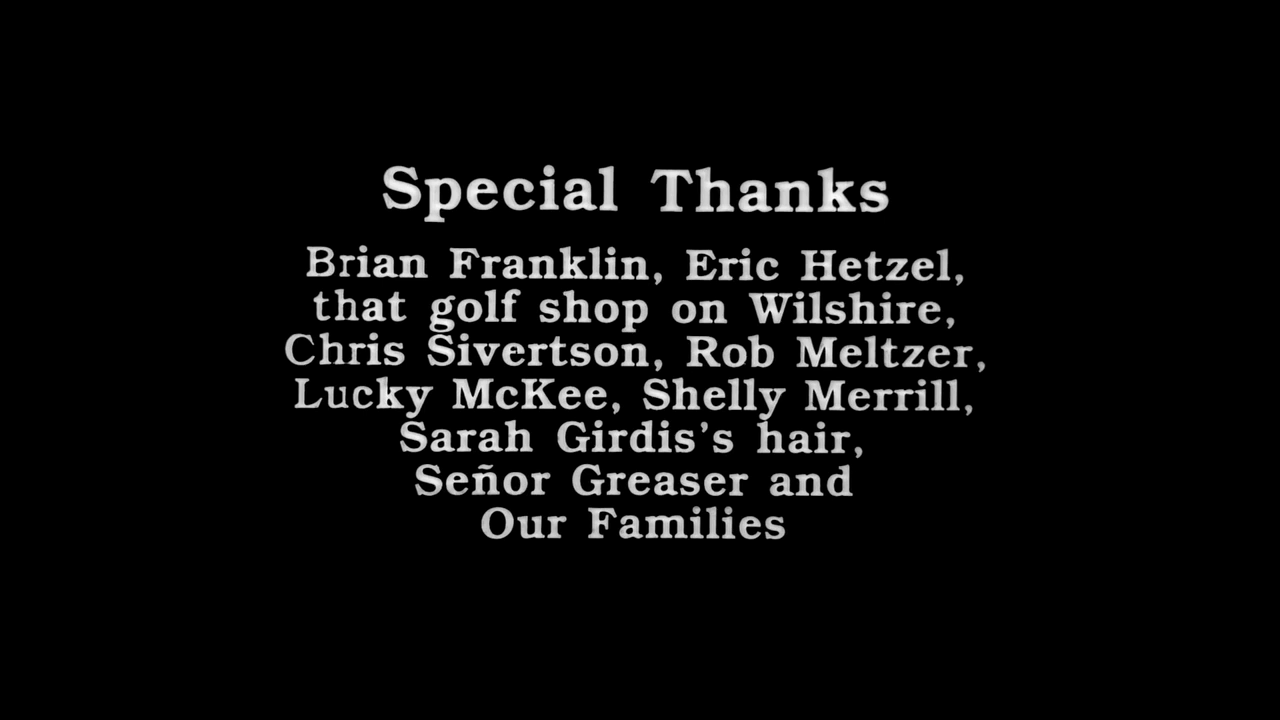 Special Thanks
Brian Franklin, Eric Hetzel,
that golf shop on Wilshire,
Chris Sivertson, Rob Meltzer,
Lucky McKee, Shelly Merrill,
Sarah Girdis's hair,
Señor Greaser and
Our Families